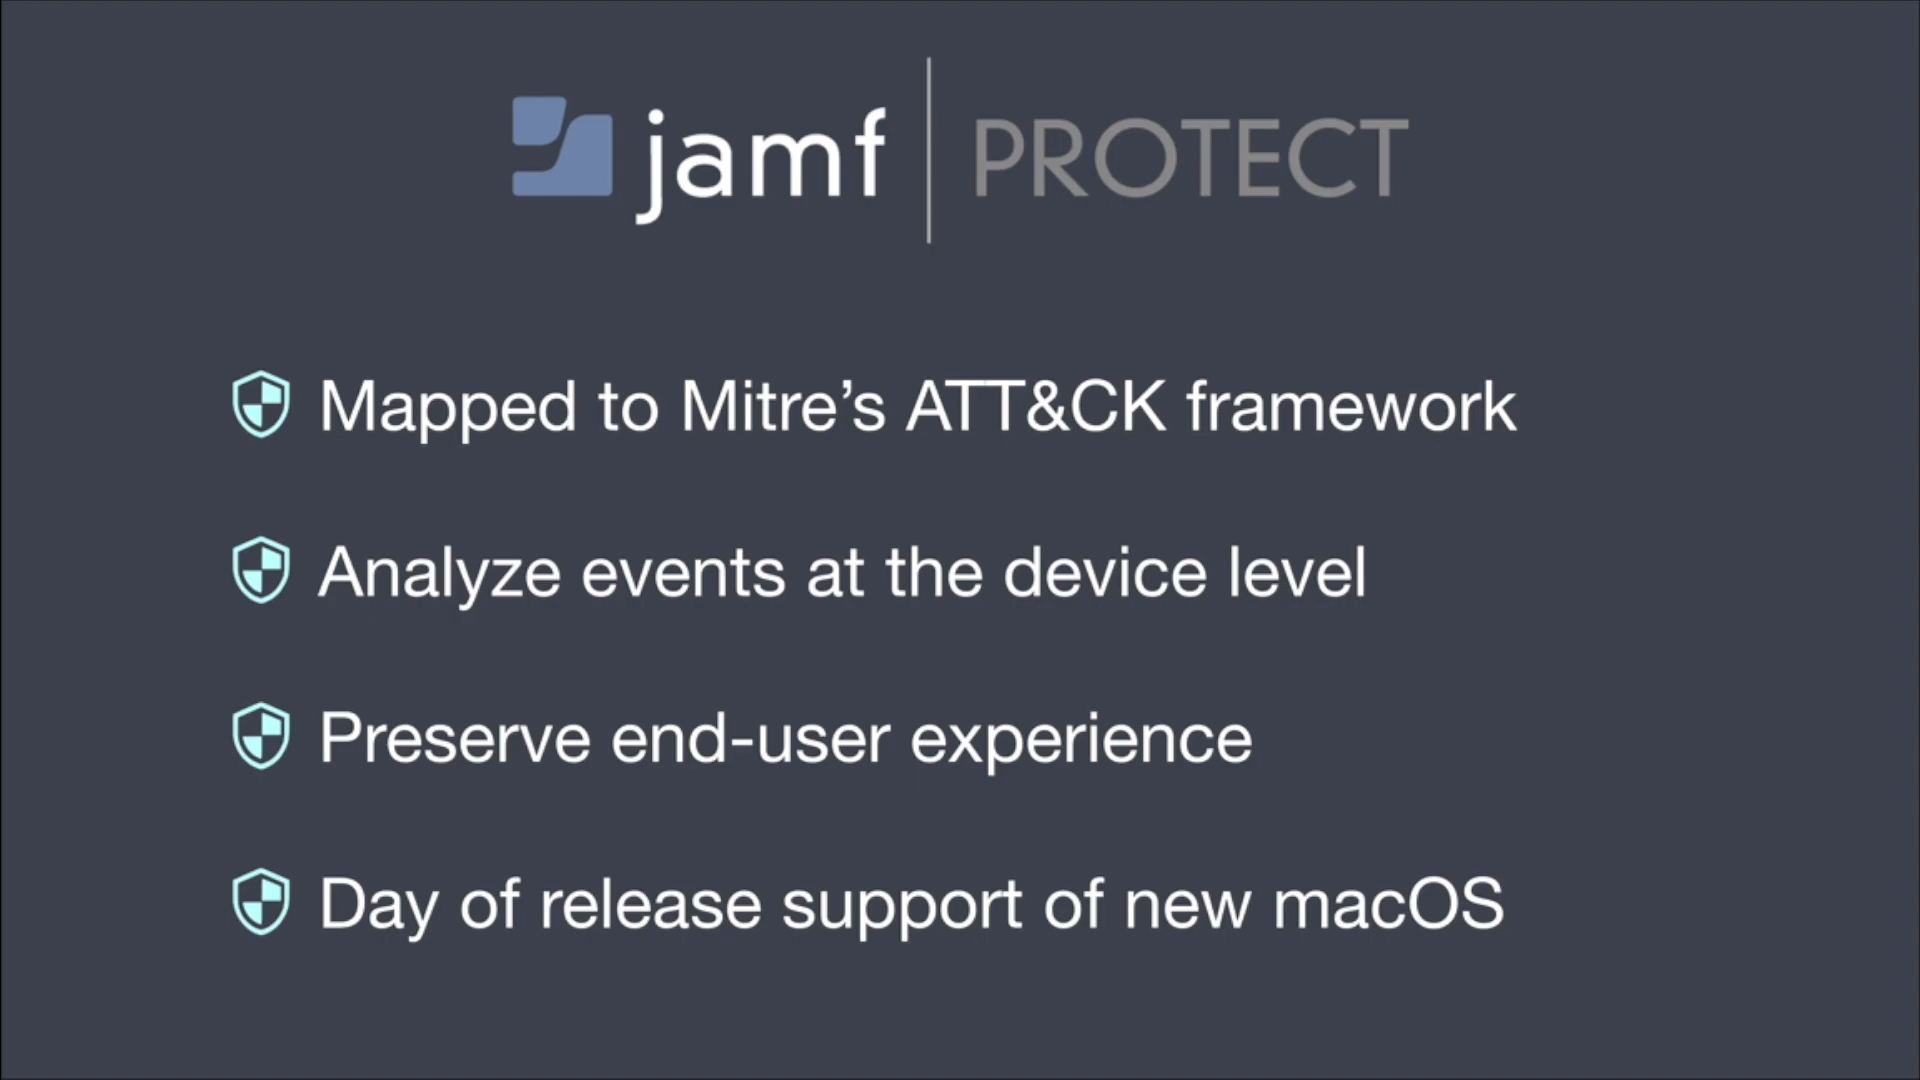 jamf PROTECT
Mapped to Mitre’s ATT&CK framework
Analyze events at the device level
Preserve end-user experience
Day of release support of new macOS